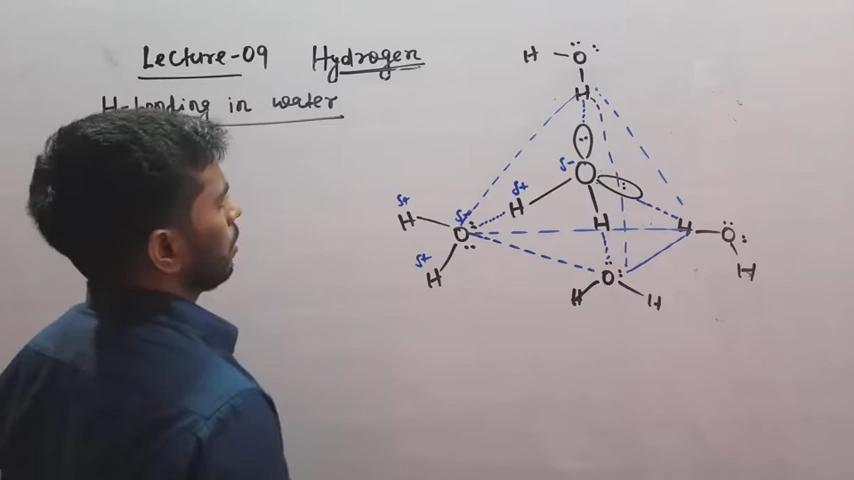 Lecture-09 Hydrogen
H-bonding in water
H O
H
δ- O
δ+ δ+ H
H δ- O H H O
δ+ H O H
H H